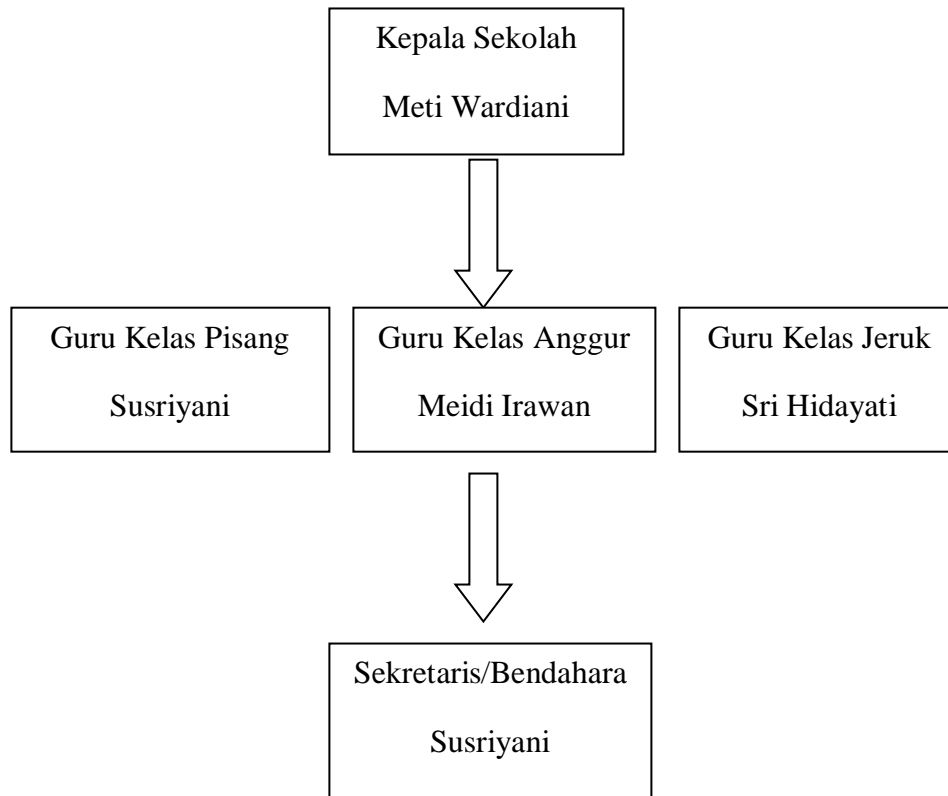 Kepala Sekolah
Meti Wardiani
Guru Kelas Pisang
Susriyani
Guru Kelas Anggur
Meidi Irawan
Guru Kelas Jeruk
Sri Hidayati
Sekretaris/Bendahara
Susriyani